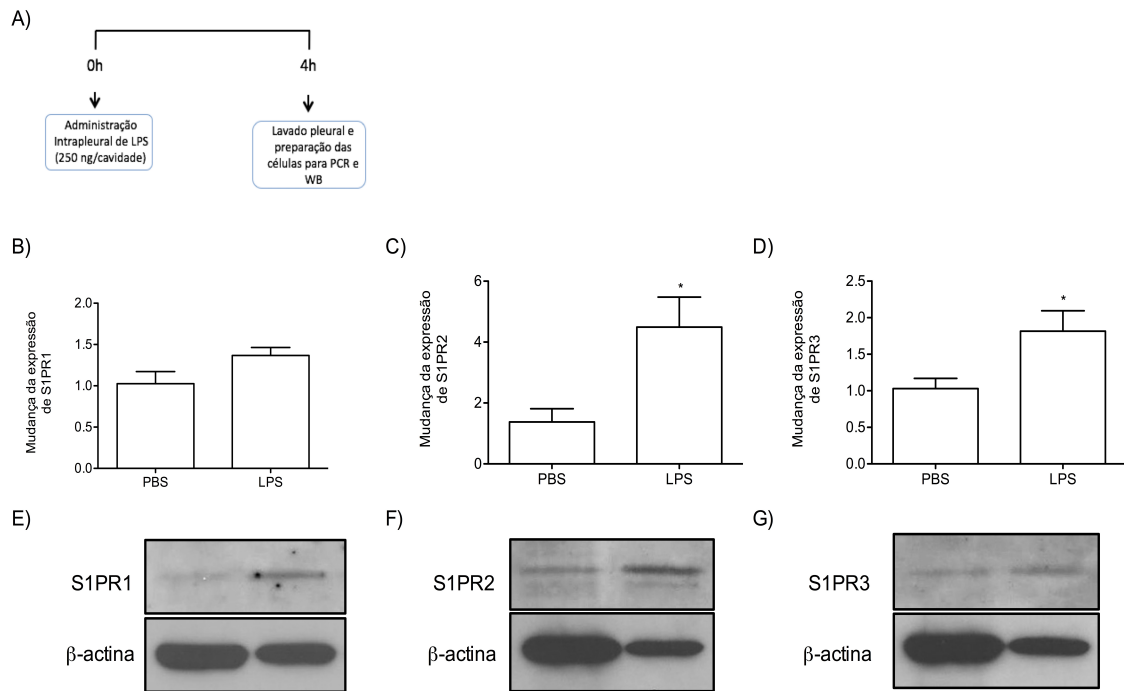 A)
0h
4h
Administração
Intrapleural de LPS
(250 ng/cavidade)
Lavado pleural e
preparação das
células para PCR e
WB
B)
Mudança da expressão
de S1PR1
2.0
1.5
1.0
0.5
0.0
PBS
LPS
C)
Mudança da expressão
de S1PR2
6
4
2
0
*
PBS
LPS
D)
Mudança da expressão
de S1PR3
2.5
2.0
1.5
1.0
0.5
0.0
*
PBS
LPS
E)
S1PR1
β-actina
F)
S1PR2
β-actina
G)
S1PR3
β-actina